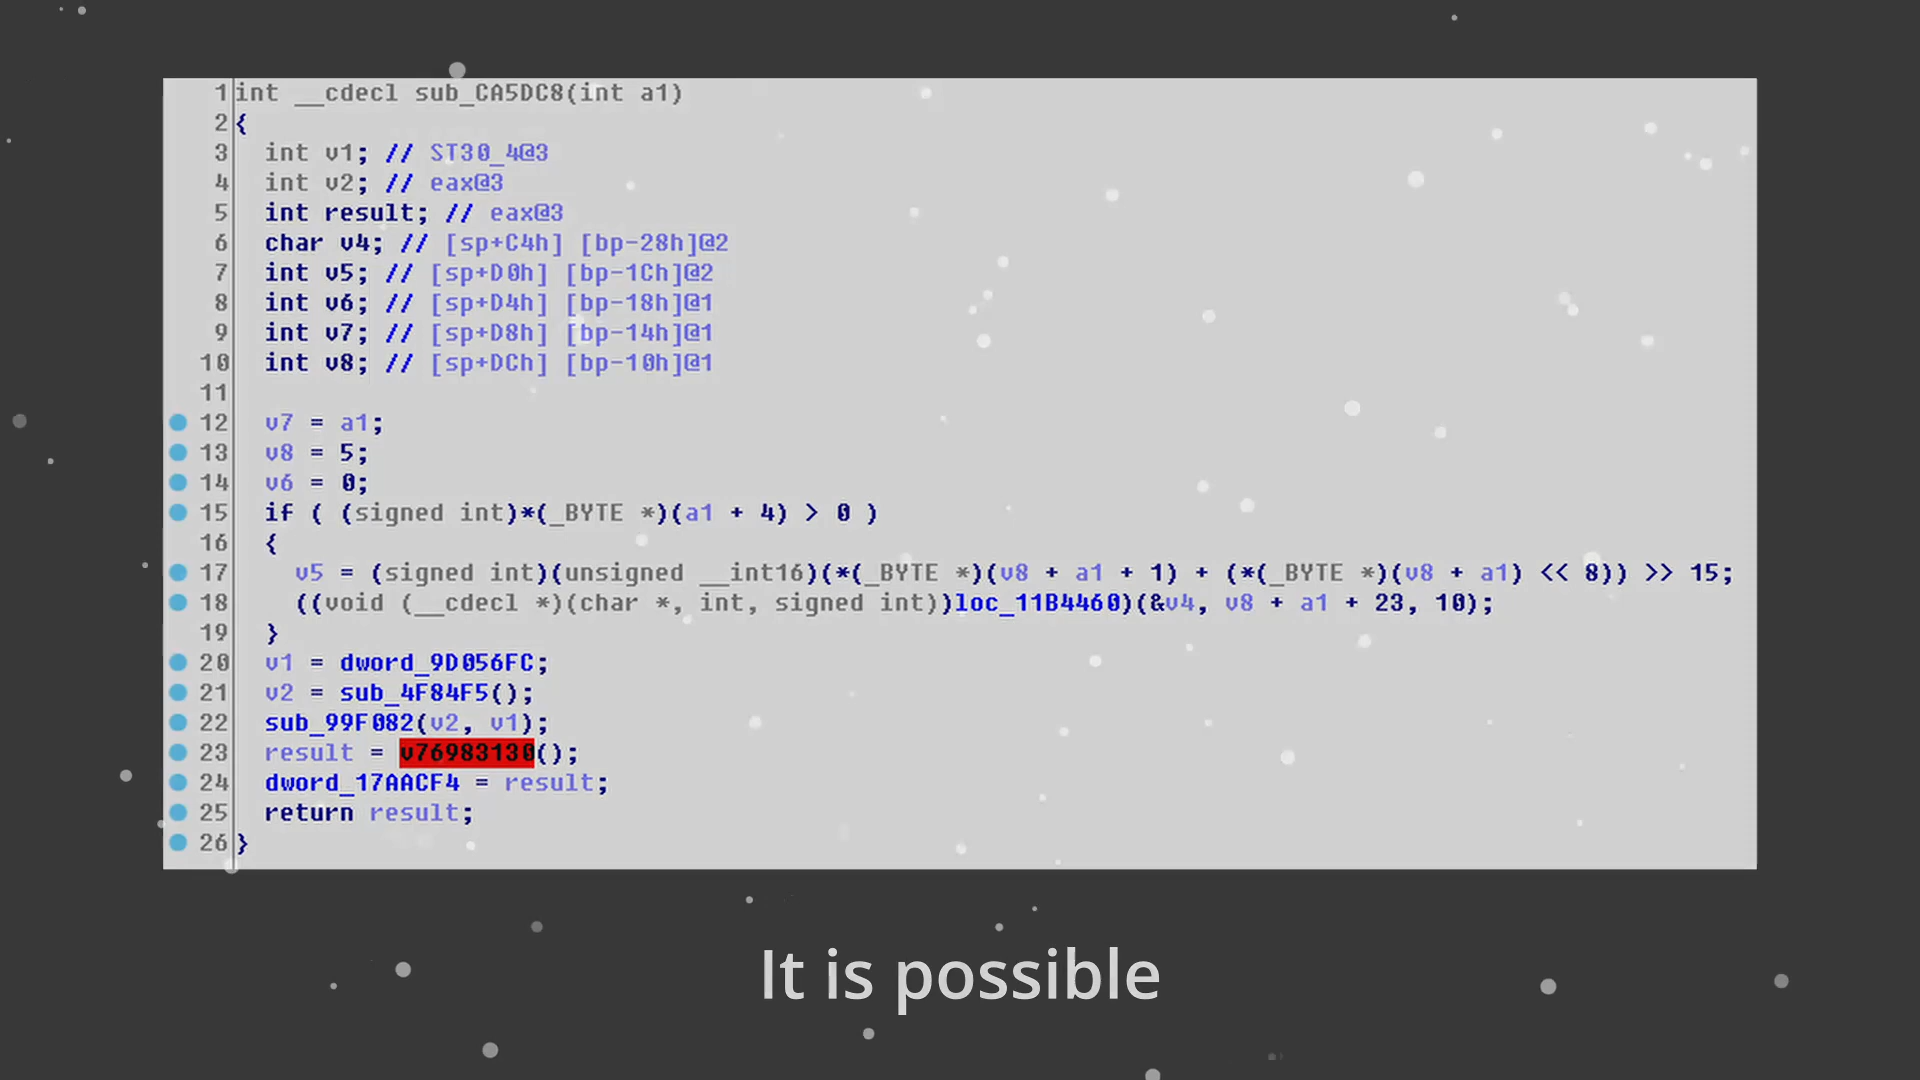 1 int __cdecl sub_CA5DC8(int a1)
2 {
3 int v1; // ST30_4@3
4 int v2; // eax@3
5 int result; // eax@3
6 char v4; // [sp+C4h] [bp-28h]@2
7 int v5; // [sp+D0h] [bp-1Ch]@2
8 int v6; // [sp+D4h] [bp-18h]@1
9 int v7; // [sp+D8h] [bp-14h]@1
10 int v8; // [sp+DCh] [bp-10h]@1
11
12 v7 = a1;
13 v8 = 5;
14 v6 = 0;
15 if ( (signed int)*(_BYTE *)(a1 + 4) > 0 )
16 {
17 v5 = (signed int)(unsigned __int16)(*(_BYTE *)(v8 + a1 + 1) + (*(_BYTE *)(v8 + a1) << 8)) >> 15;
18 ((void (__cdecl *)(char *, int, signed int))loc_11B4460)(&v4, v8 + a1 + 23, 10);
19 }
20 v1 = dword_9D056FC;
21 v2 = sub_4F84F5();
22 sub_99F082(v2, v1);
23 result = v76983130();
24 dword_17AACF4 = result;
25 return result;
26 }
It is possible